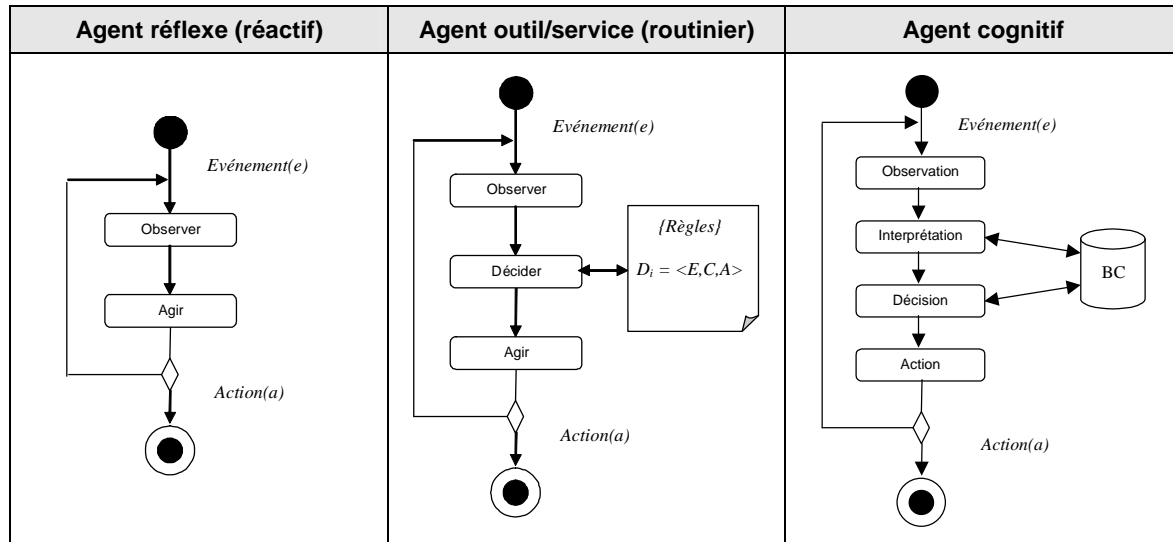 Agent réflexe (réactif)
Agent outil/service (routinier)
Agent cognitif
Evénement(e)
Observer
Agir
Action(a)
Evénement(e)
Observer
Décider
{Règles}
D_i = <E,C,A>
Agir
Action(a)
Evénement(e)
Observation
Interprétation
BC
Décision
Action
Action(a)